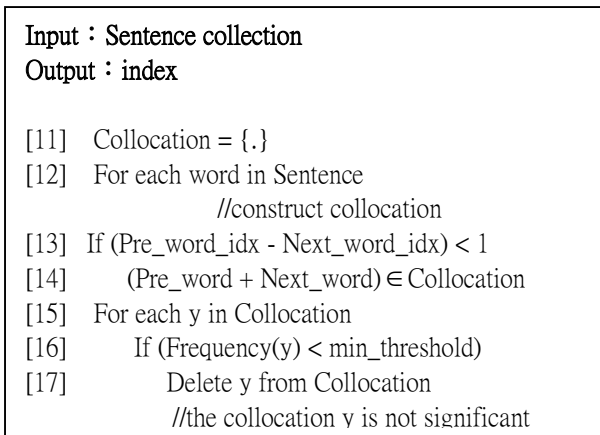 Input：Sentence collection
Output：index
[11] Collocation = {.}
[12] For each word in Sentence
//construct collocation
[13] If (Pre_word_idx - Next_word_idx) < 1
[14] (Pre_word + Next_word)∈Collocation
[15] For each y in Collocation
[16] If (Frequency(y) < min_threshold)
[17] Delete y from Collocation
//the collocation y is not significant